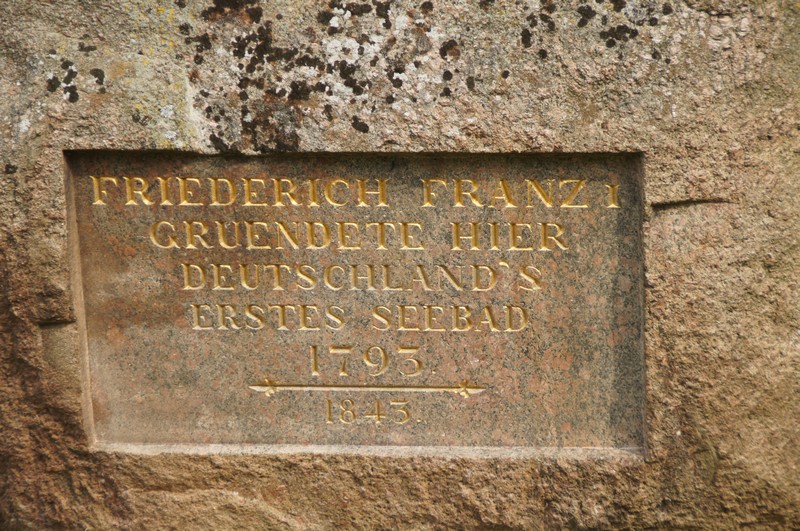 FRIEDERICH FRANZ I
GRUENDETE HIER
DEUTSCHLAND'S
ERSTES SEEBAD
1793.
1843.